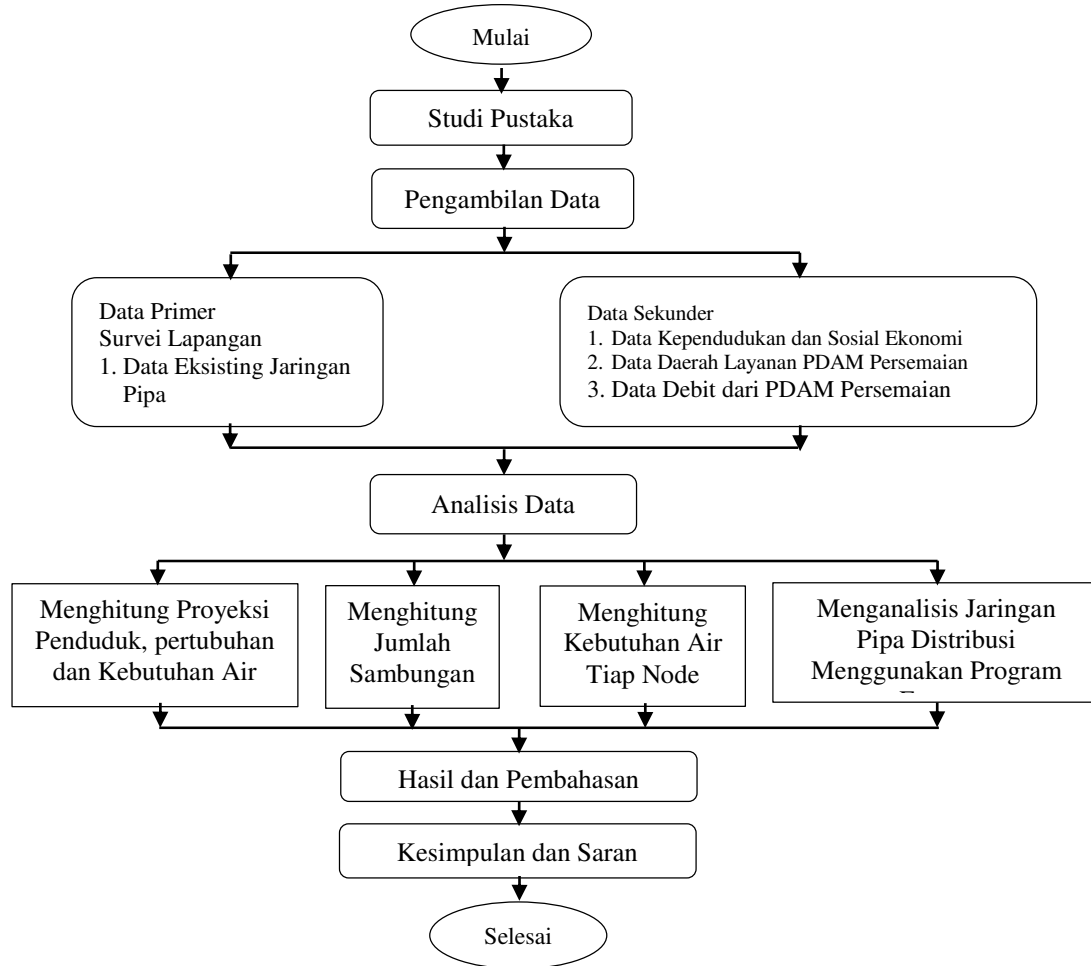 Mulai
Studi Pustaka
Pengambilan Data
Data Primer
Survei Lapangan
1. Data Eksisting Jaringan
Pipa
Data Sekunder
1. Data Kependudukan dan Sosial Ekonomi
2. Data Daerah Layanan PDAM Persemaian
3. Data Debit dari PDAM Persemaian
Analisis Data
Menghitung Proyeksi
Penduduk, pertubuhan
dan Kebutuhan Air
Menghitung
Jumlah
Sambungan
Menghitung
Kebutuhan Air
Tiap Node
Menganalisis Jaringan
Pipa Distribusi
Menggunakan Program
Hasil dan Pembahasan
Kesimpulan dan Saran
Selesai